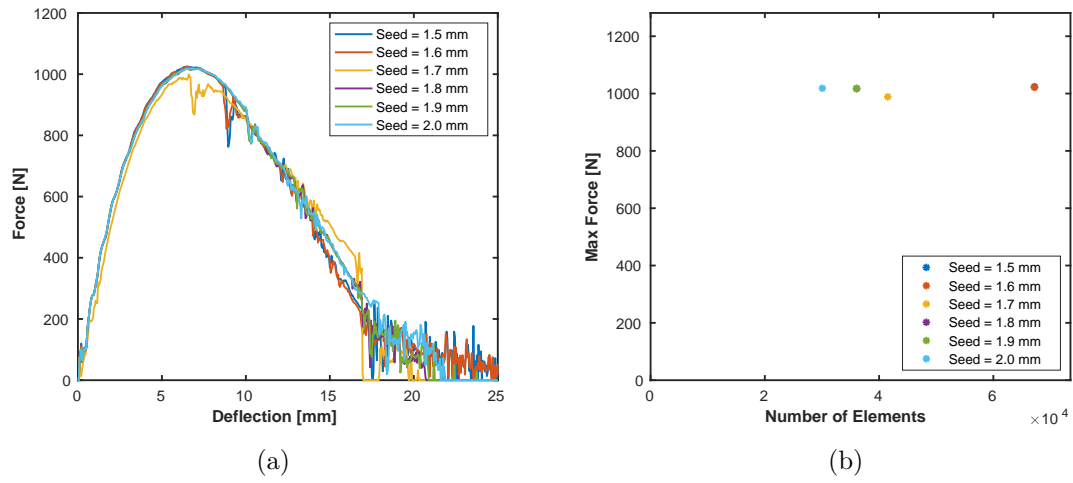 1200
1000
800
600
400
200
0
0 5 10 15 20 25
Force [N]
Deflection [mm]
Seed = 1.5 mm
Seed = 1.6 mm
Seed = 1.7 mm
Seed = 1.8 mm
Seed = 1.9 mm
Seed = 2.0 mm
(a)
1200
1000
800
600
400
200
0
0 2 4 6
×10⁴
Max Force [N]
Number of Elements
Seed = 1.5 mm
Seed = 1.6 mm
Seed = 1.7 mm
Seed = 1.8 mm
Seed = 1.9 mm
Seed = 2.0 mm
(b)